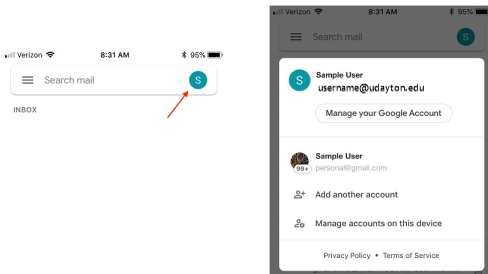 Verizon 8:31 AM 95%
Search mail S
INBOX
Verizon 8:31 AM 95%
Search mail S
S Sample User
username@udayton.edu
Manage your Google Account
Sample User
99+ personal@gmail.com
Add another account
Manage accounts on this device
Privacy Policy • Terms of Service